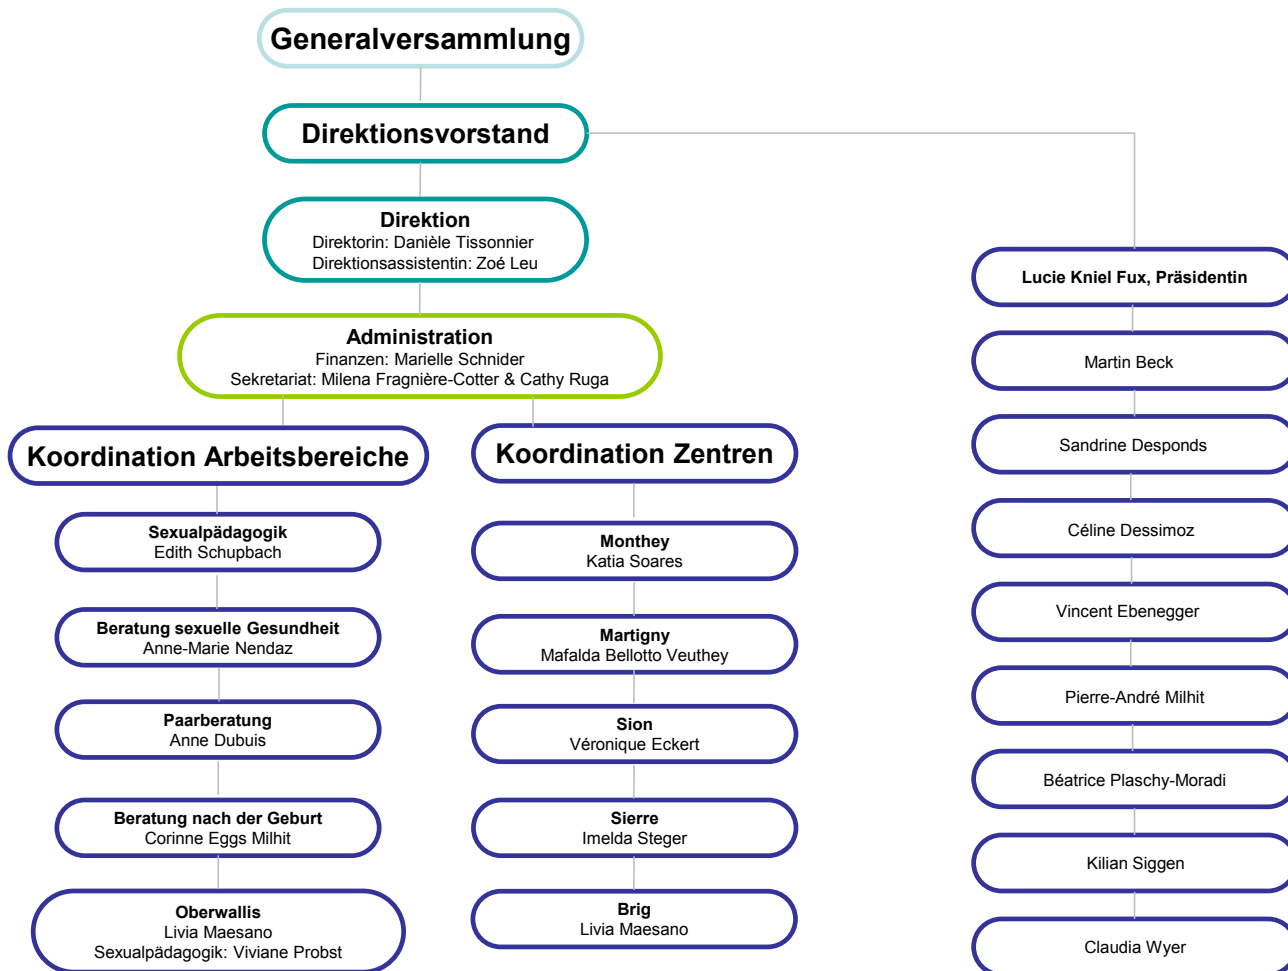 Generalversammlung
Direktionsvorstand
Direktion
Direktorin: Danièle Tissonnier
Direktionsassistentin: Zoé Leu
Administration
Finanzen: Marielle Schnider
Sekretariat: Milena Fragnière-Cotter & Cathy Ruga
Koordination Arbeitsbereiche
Sexualpädagogik
Edith Schupbach
Beratung sexuelle Gesundheit
Anne-Marie Nendaz
Paarberatung
Anne Dubuis
Beratung nach der Geburt
Corinne Eggs Milhit
Oberwallis
Livia Maesano
Sexualpädagogik: Viviane Probst
Koordination Zentren
Monthey
Katia Soares
Martigny
Mafalda Bellotto Veuthey
Sion
Véronique Eckert
Sierre
Imelda Steger
Brig
Livia Maesano
Lucie Kniel Fux, Präsidentin
Martin Beck
Sandrine Desponds
Céline Dessimoz
Vincent Ebenegger
Pierre-André Milhit
Béatrice Plaschy-Moradi
Kilian Siggen
Claudia Wyer